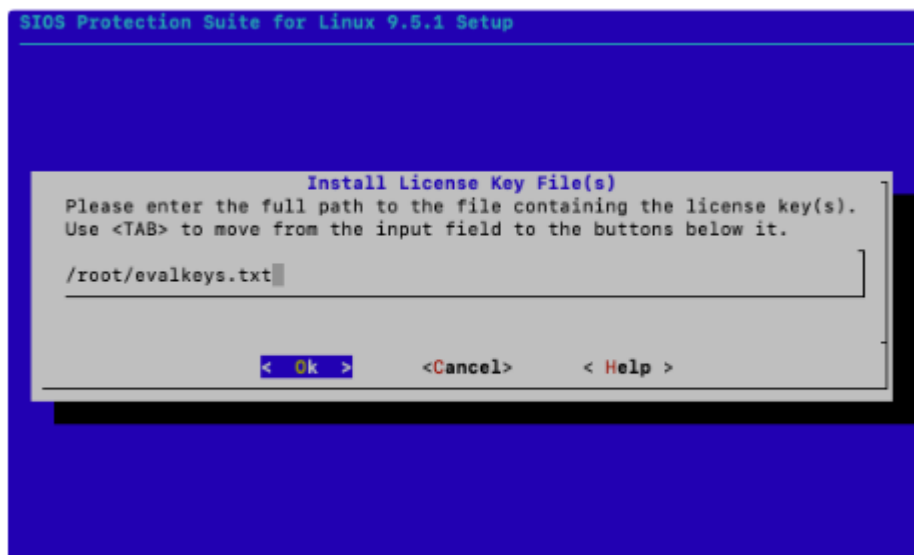 SIOS Protection Suite for Linux 9.5.1 Setup
Install License Key File(s)
Please enter the full path to the file containing the license key(s).
Use <TAB> to move from the input field to the buttons below it.
/root/evalkeys.txt
< Ok > <Cancel> < Help >